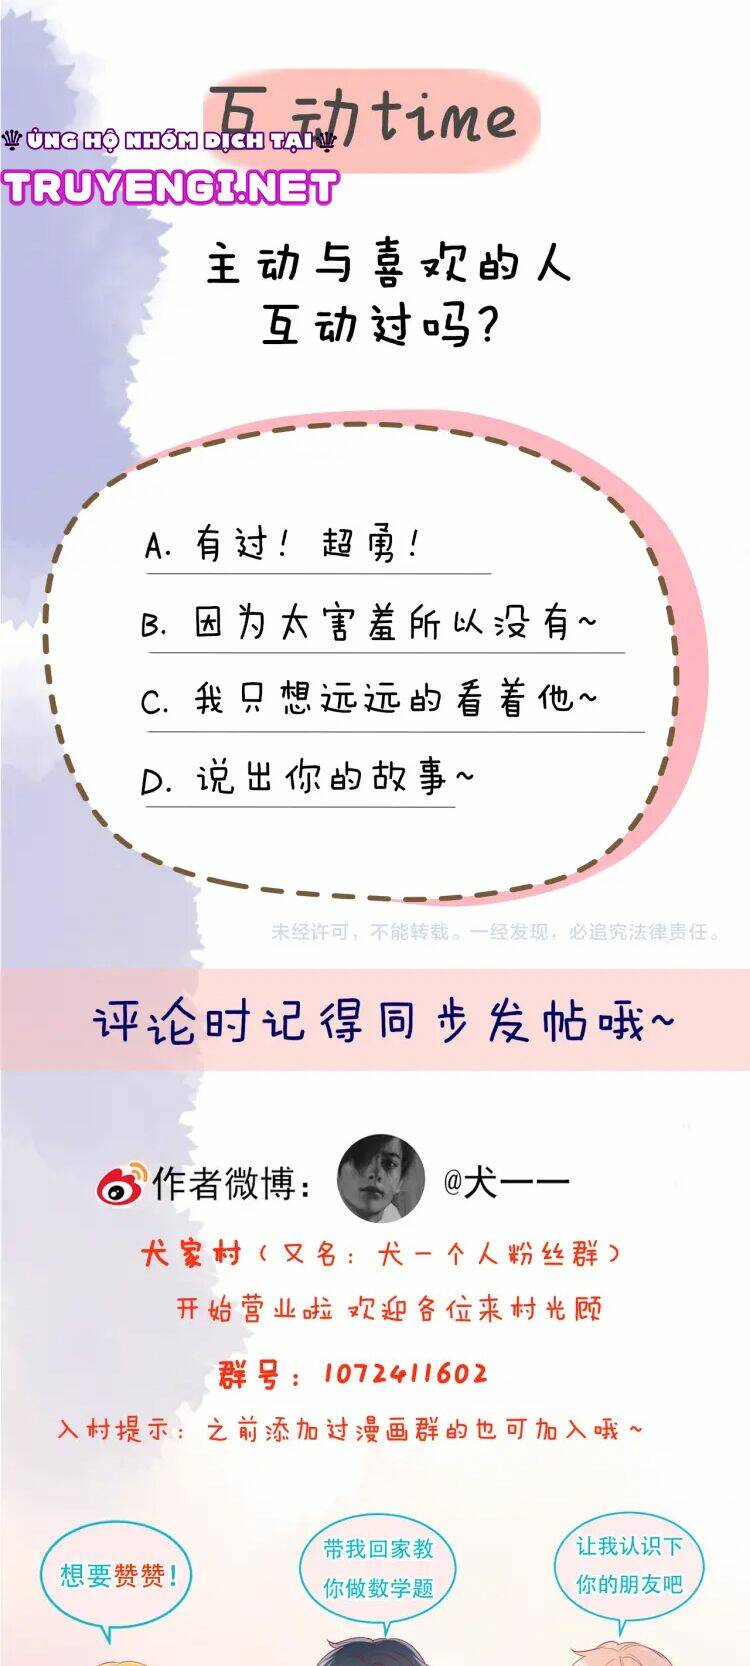 互动time
ỦNG HỘ NHÓM DỊCH TẠI
TRUYENGI.NET
主动与喜欢的人
互动过吗?
A. 有过! 超勇!
B. 因为太害羞所以没有~
C. 我只想远远的看着他~
D. 说出你的故事~
未经许可，不能转载。一经发现，必追究法律责任。
评论时记得同步发帖哦~
作者微博: @犬一一
犬家村（又名: 犬一个人粉丝群）
开始营业啦 欢迎各位来村光顾
群号: 1072411602
入村提示: 之前添加过漫画群的也可加入哦~
想要赞赞!
带我回家教
你做数学题
让我认识下
你的朋友吧